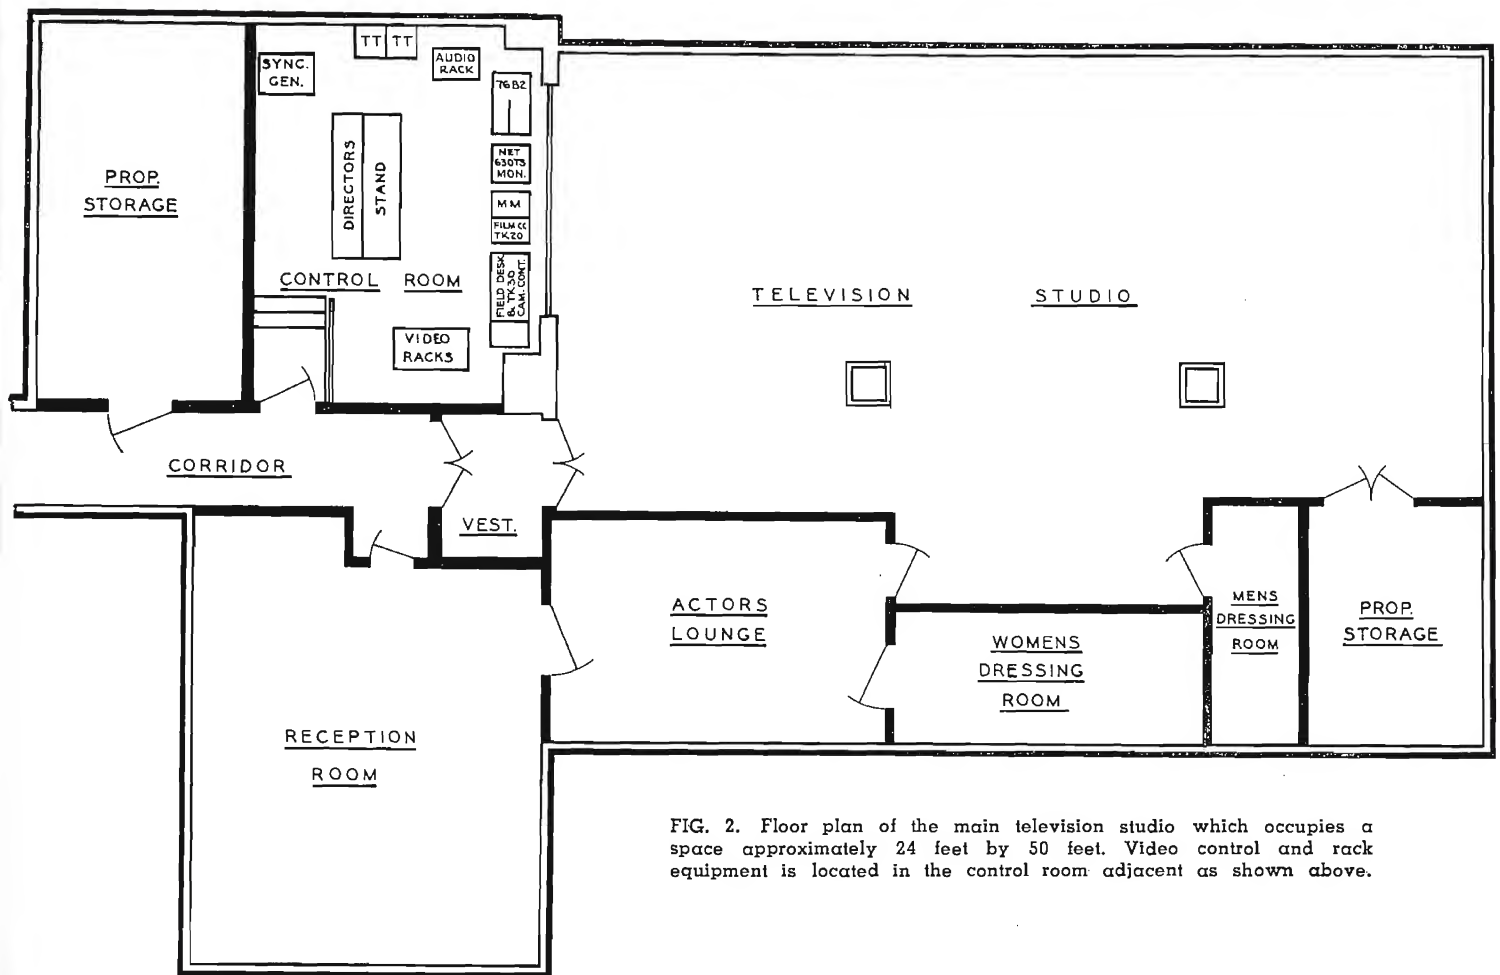 PROP.
STORAGE
SYNC.
GEN.
TT TT
AUDIO
RACK
76B2
DIRECTORS
STAND
NET
630TS
MON.
MM
FILM CC
TK20
FIELD DESK
& TK30
CAM. CONT.
CONTROL ROOM
VIDEO
RACKS
TELEVISION STUDIO
CORRIDOR
VEST.
ACTORS
LOUNGE
WOMENS
DRESSING
ROOM
MENS
DRESSING
ROOM
PROP.
STORAGE
RECEPTION
ROOM
FIG. 2. Floor plan of the main television studio which occupies a
space approximately 24 feet by 50 feet. Video control and rack
equipment is located in the control room adjacent as shown above.